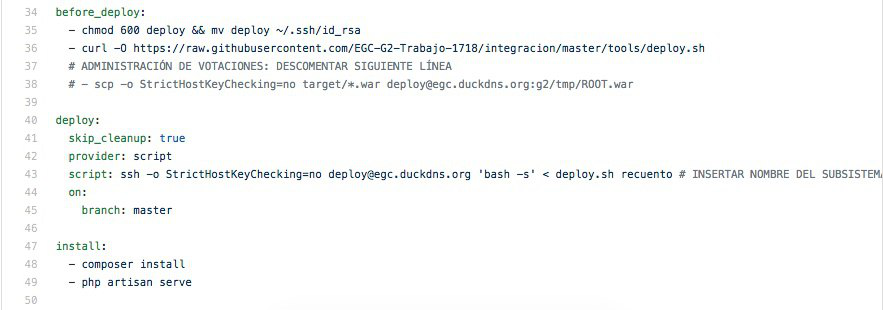 34 before_deploy:
35 - chmod 600 deploy && mv deploy ~/.ssh/id_rsa
36 - curl -O https://raw.githubusercontent.com/EGC-G2-Trabajo-1718/integracion/master/tools/deploy.sh
37 # ADMINISTRACIÓN DE VOTACIONES: DESCOMENTAR SIGUIENTE LÍNEA
38 # - scp -o StrictHostKeyChecking=no target/*.war deploy@egc.duckdns.org:g2/tmp/ROOT.war
39
40 deploy:
41 skip_cleanup: true
42 provider: script
43 script: ssh -o StrictHostKeyChecking=no deploy@egc.duckdns.org 'bash -s' < deploy.sh recuento # INSERTAR NOMBRE DEL SUBSISTEMA
44 on:
45 branch: master
46
47 install:
48 - composer install
49 - php artisan serve
50